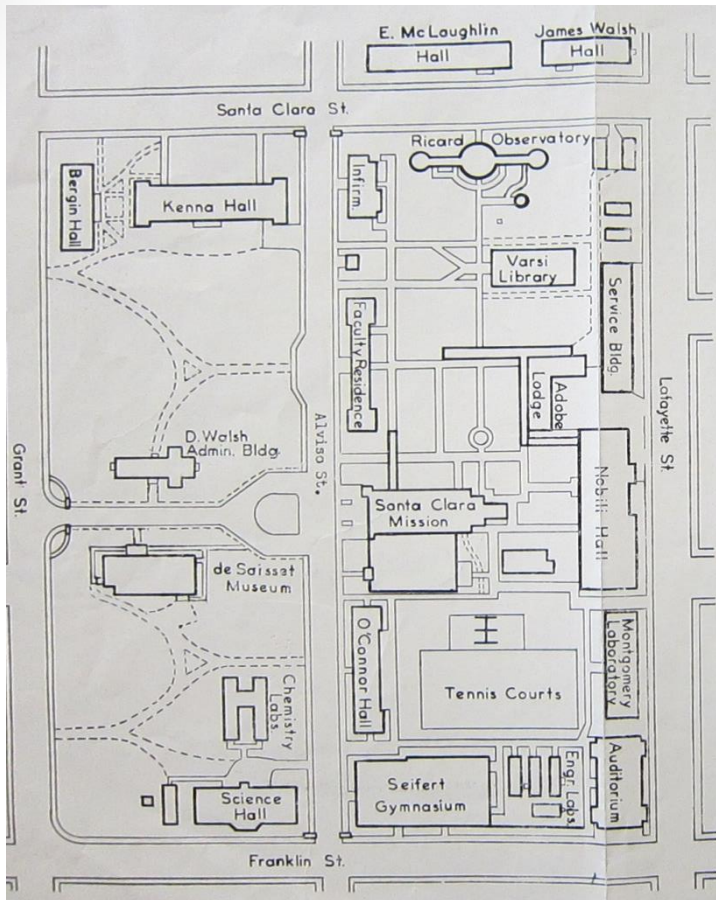 E. McLaughlin
Hall
James Walsh
Hall
Santa Clara St.
Ricard Observatory
Bergin Hall
Kenna Hall
Infirm.
Varsi
Library
Service Bldg.
Faculty Residence
Adobe
Lodge
Lafayette St.
Alviso St.
D. Walsh
Admin. Bldg.
Grant St.
Santa Clara
Mission
Nobili Hall
de Saisset
Museum
O'Connor Hall
Montgomery
Laboratory
Tennis Courts
Chemistry
Labs
Seifert
Gymnasium
Engr. Labs.
Auditorium
Science
Hall
Franklin St.